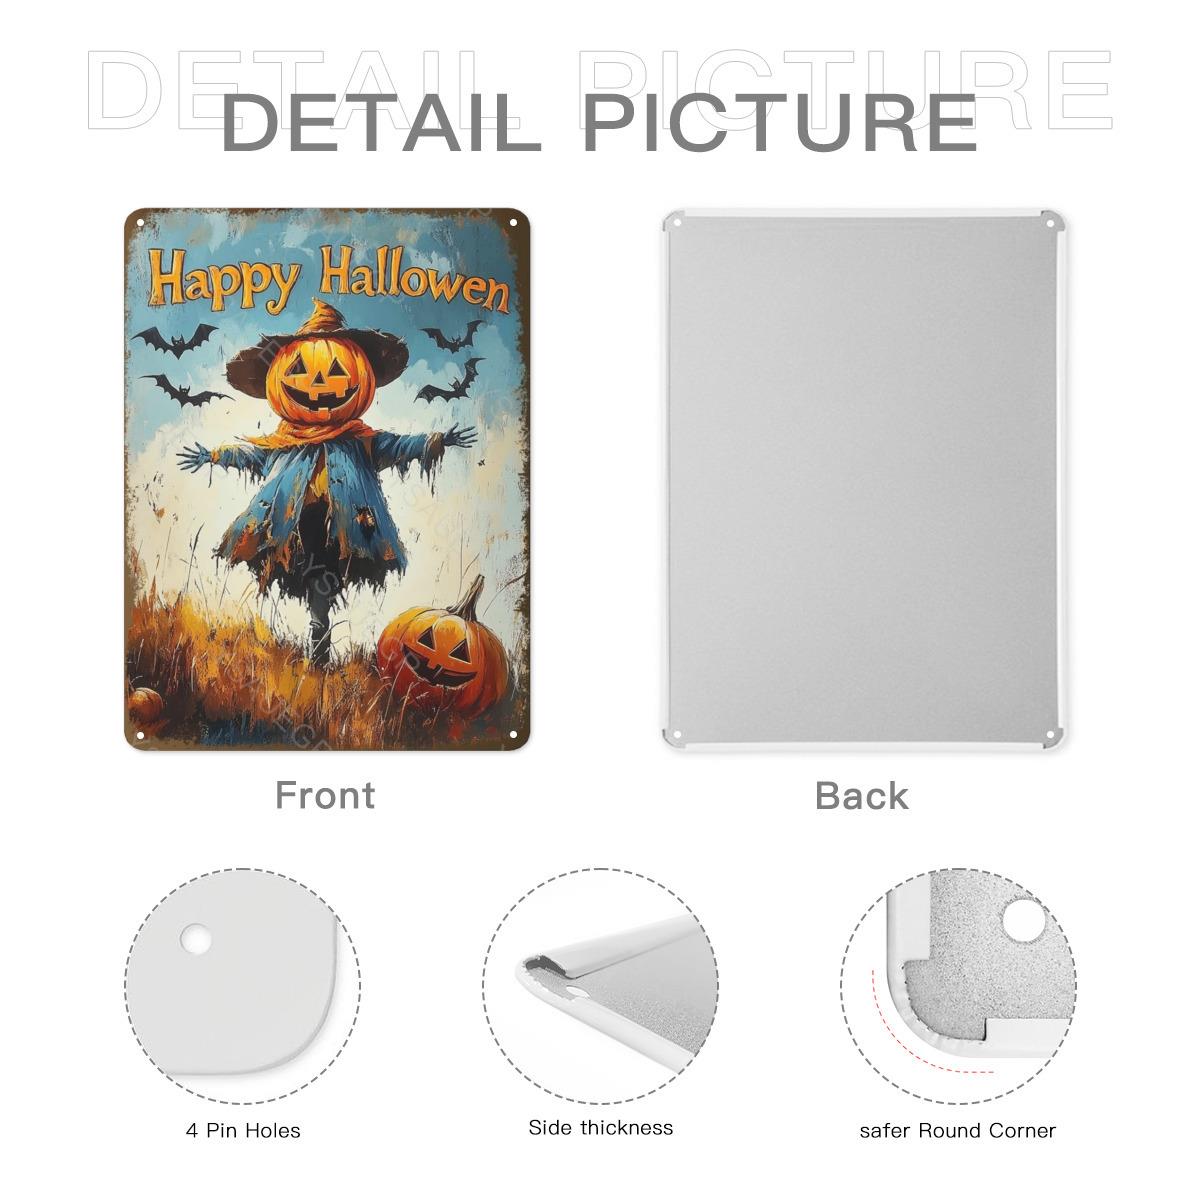 DETAIL PICTURE
DETAIL PICTURE
Happy Hallowen
Front
Back
4 Pin Holes
Side thickness
safer Round Corner